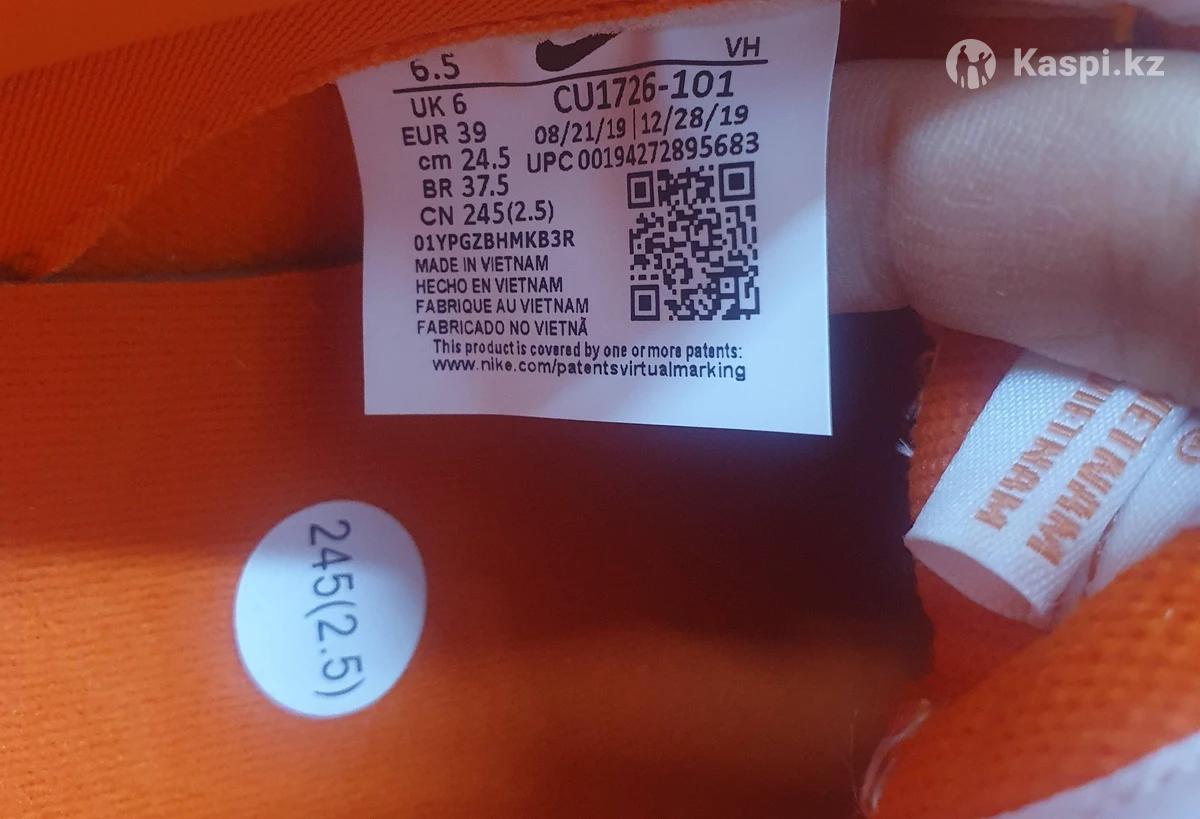 Kaspi.kz
6.5
VH
UK 6
CU1726-101
EUR 39
08/21/19 | 12/28/19
cm 24.5
UPC 00194272895683
BR 37.5
CN 245(2.5)
01YPGZBHMKB3R
MADE IN VIETNAM
HECHO EN VIETNAM
FABRIQUE AU VIETNAM
FABRICADO NO VIETNÃ
This product is covered by one or more patents:
www.nike.com/patentsvirtualmarking
VIETNAM
VIETNAM
245(2.5)